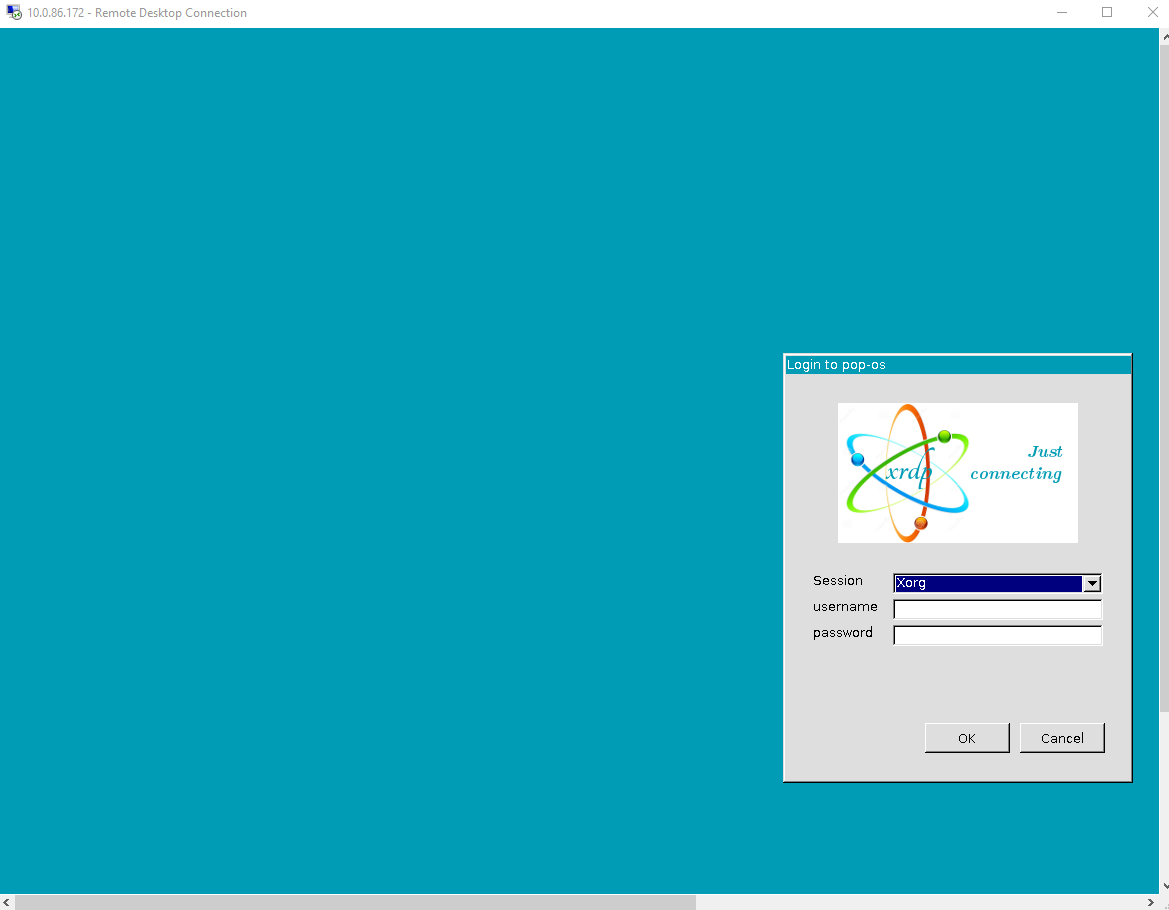 10.0.86.172 - Remote Desktop Connection
Login to pop-os
xrdp
Just
connecting
Session
Xorg
username
password
OK
Cancel